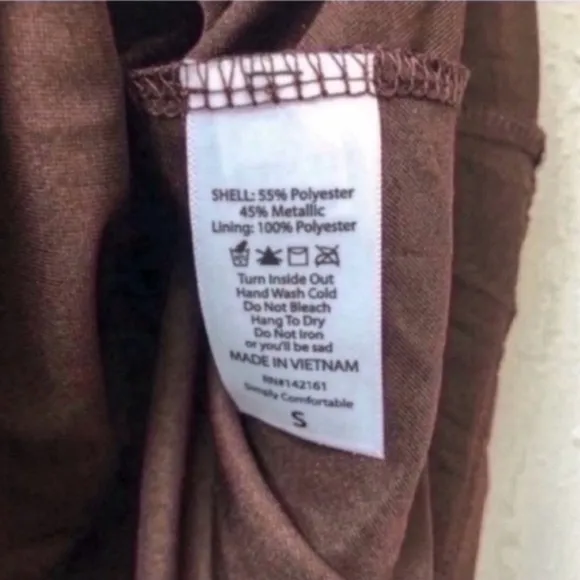 SHELL: 55% Polyester
45% Metallic
Lining: 100% Polyester
Turn Inside Out
Hand Wash Cold
Do Not Bleach
Hang To Dry
Do Not Iron
or you'll be sad
MADE IN VIETNAM
RN#142161
Simply Comfortable
S